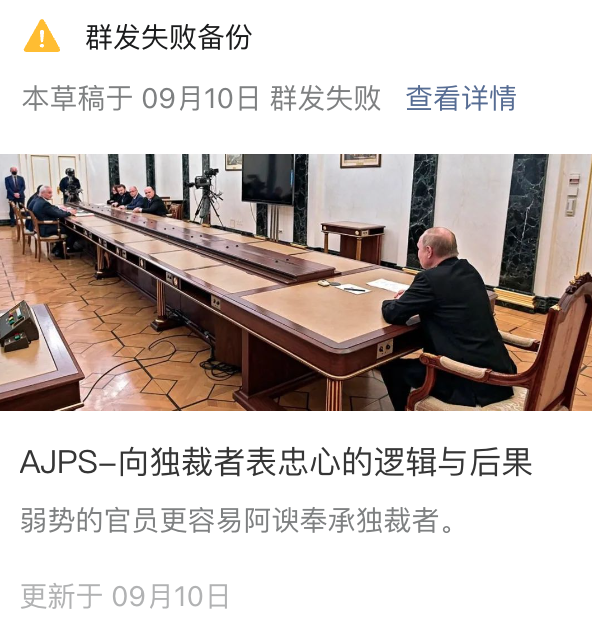 群发失败备份
本草稿于 09月10日 群发失败 查看详情
AJPS-向独裁者表忠心的逻辑与后果
弱势的官员更容易阿谀奉承独裁者。
更新于 09月10日